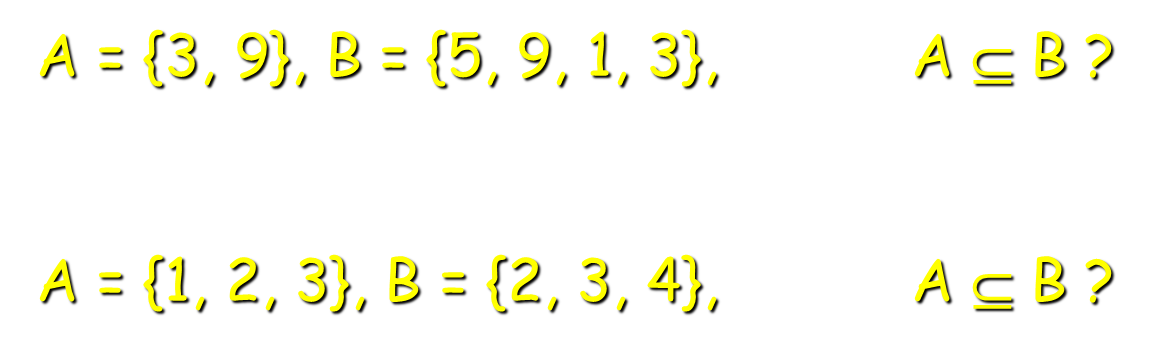 A = {3, 9}, B = {5, 9, 1, 3}, A ⊆ B ?
A = {1, 2, 3}, B = {2, 3, 4}, A ⊆ B ?